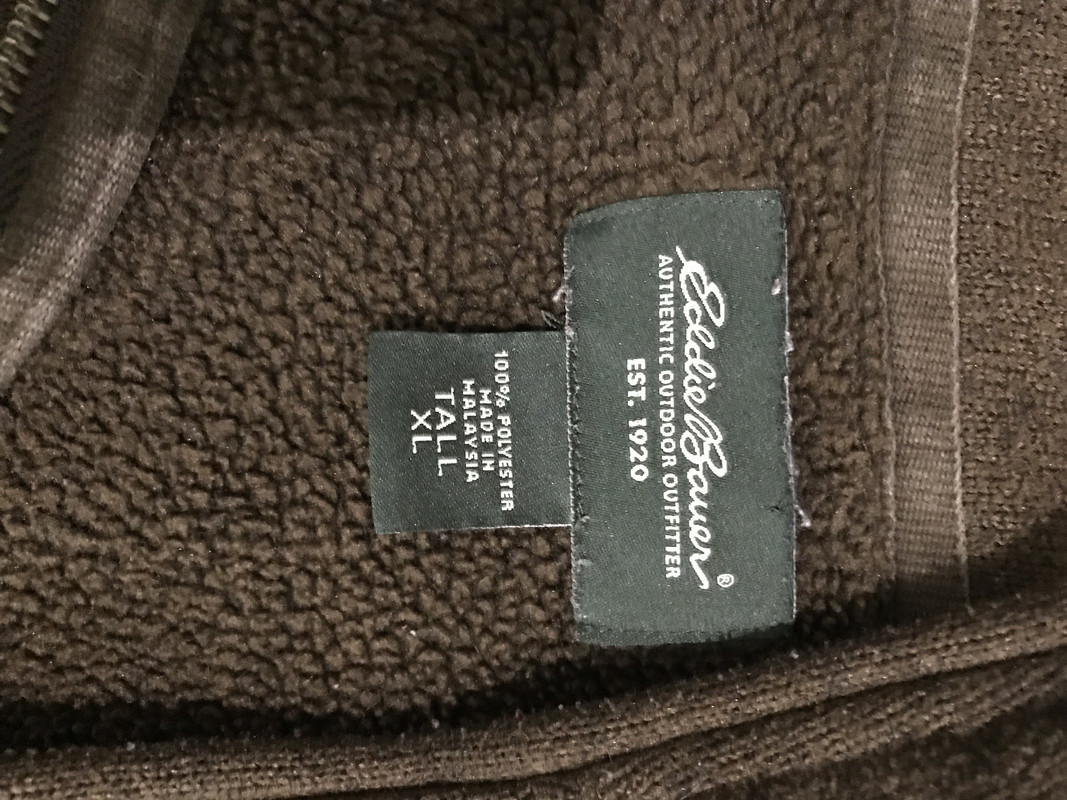 Eddie Bauer®
AUTHENTIC OUTDOOR OUTFITTER
EST. 1920
100% POLYESTER
MADE IN
MALAYSIA
TALL
XL